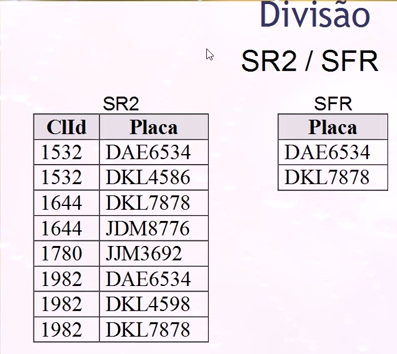 Divisão
SR2 / SFR
SR2
ClId Placa
1532 DAE6534
1532 DKL4586
1644 DKL7878
1644 JDM8776
1780 JJM3692
1982 DAE6534
1982 DKL4598
1982 DKL7878
SFR
Placa
DAE6534
DKL7878